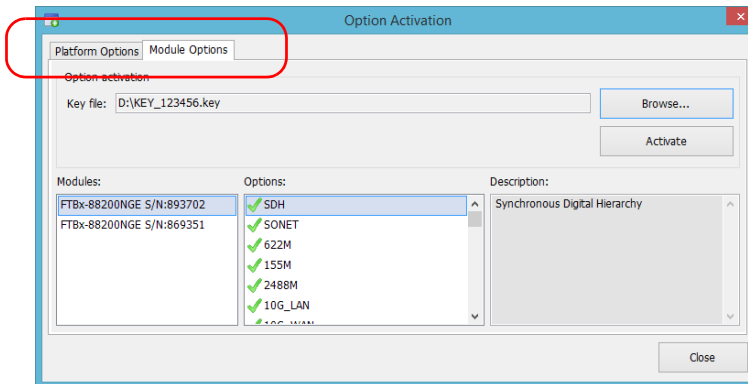 Option Activation
Platform Options Module Options
Option activation
Key file: D:\KEY_123456.key
Browse...
Activate
Modules: Options: Description:
FTBx-88200NGE S/N:893702 SDH Synchronous Digital Hierarchy
FTBx-88200NGE S/N:869351 SONET
622M
155M
2488M
10G_LAN
10G_WAN
Close